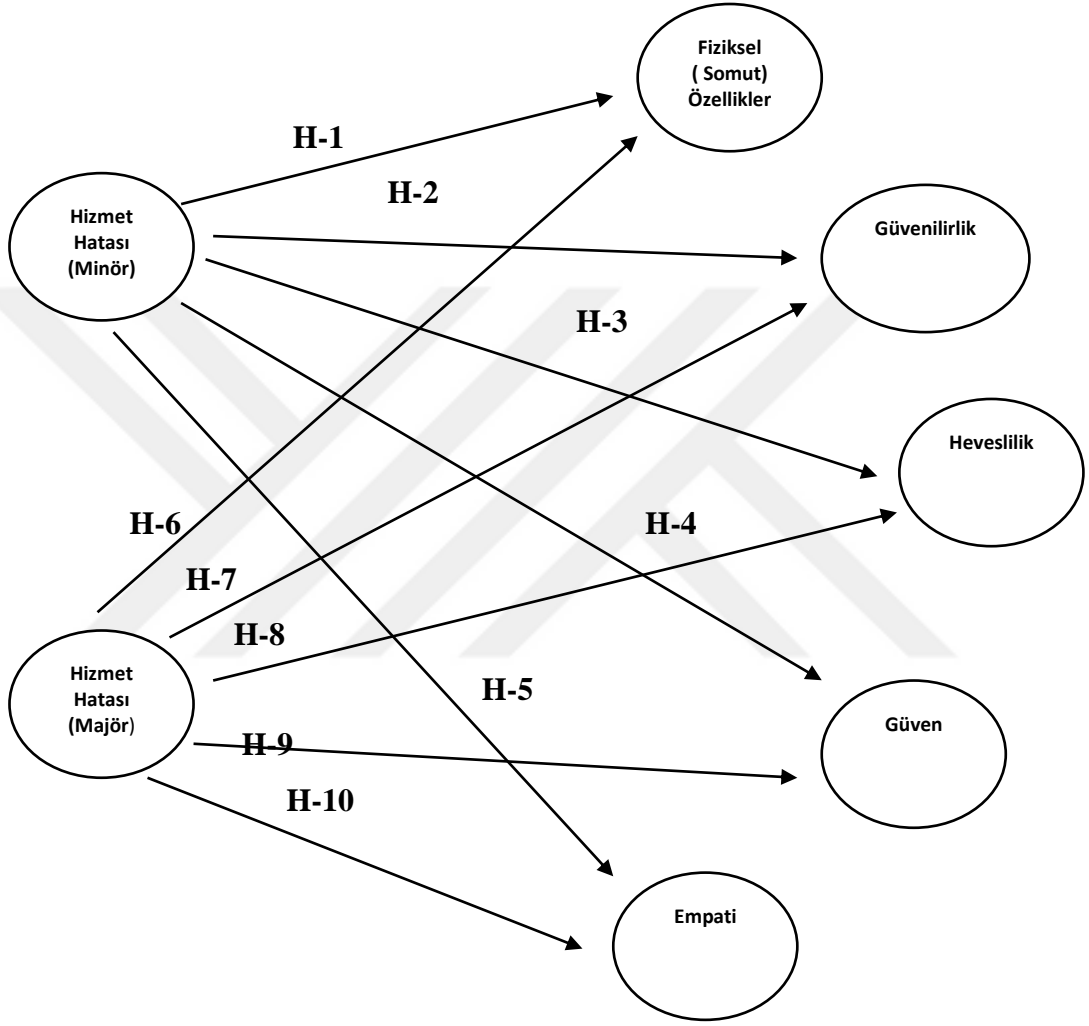 Fiziksel
( Somut)
Özellikler
H-1
H-2
Hizmet
Hatası
(Minör)
Güvenilirlik
H-3
Heveslilik
H-6
H-4
H-7
H-8
Hizmet
Hatası
(Majör)
H-5
Güven
H-9
H-10
Empati